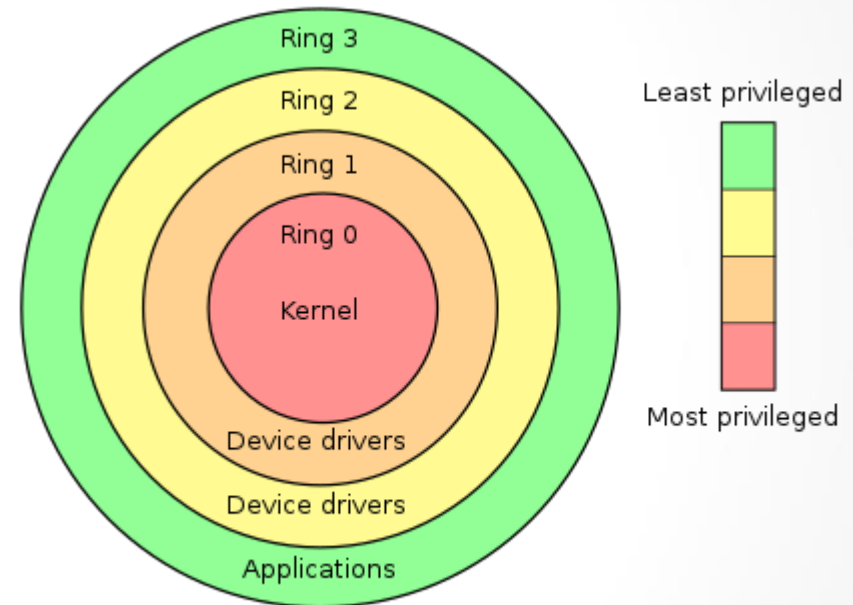 Ring 3
Ring 2
Ring 1
Ring 0
Kernel
Device drivers
Device drivers
Applications
Least privileged
Most privileged